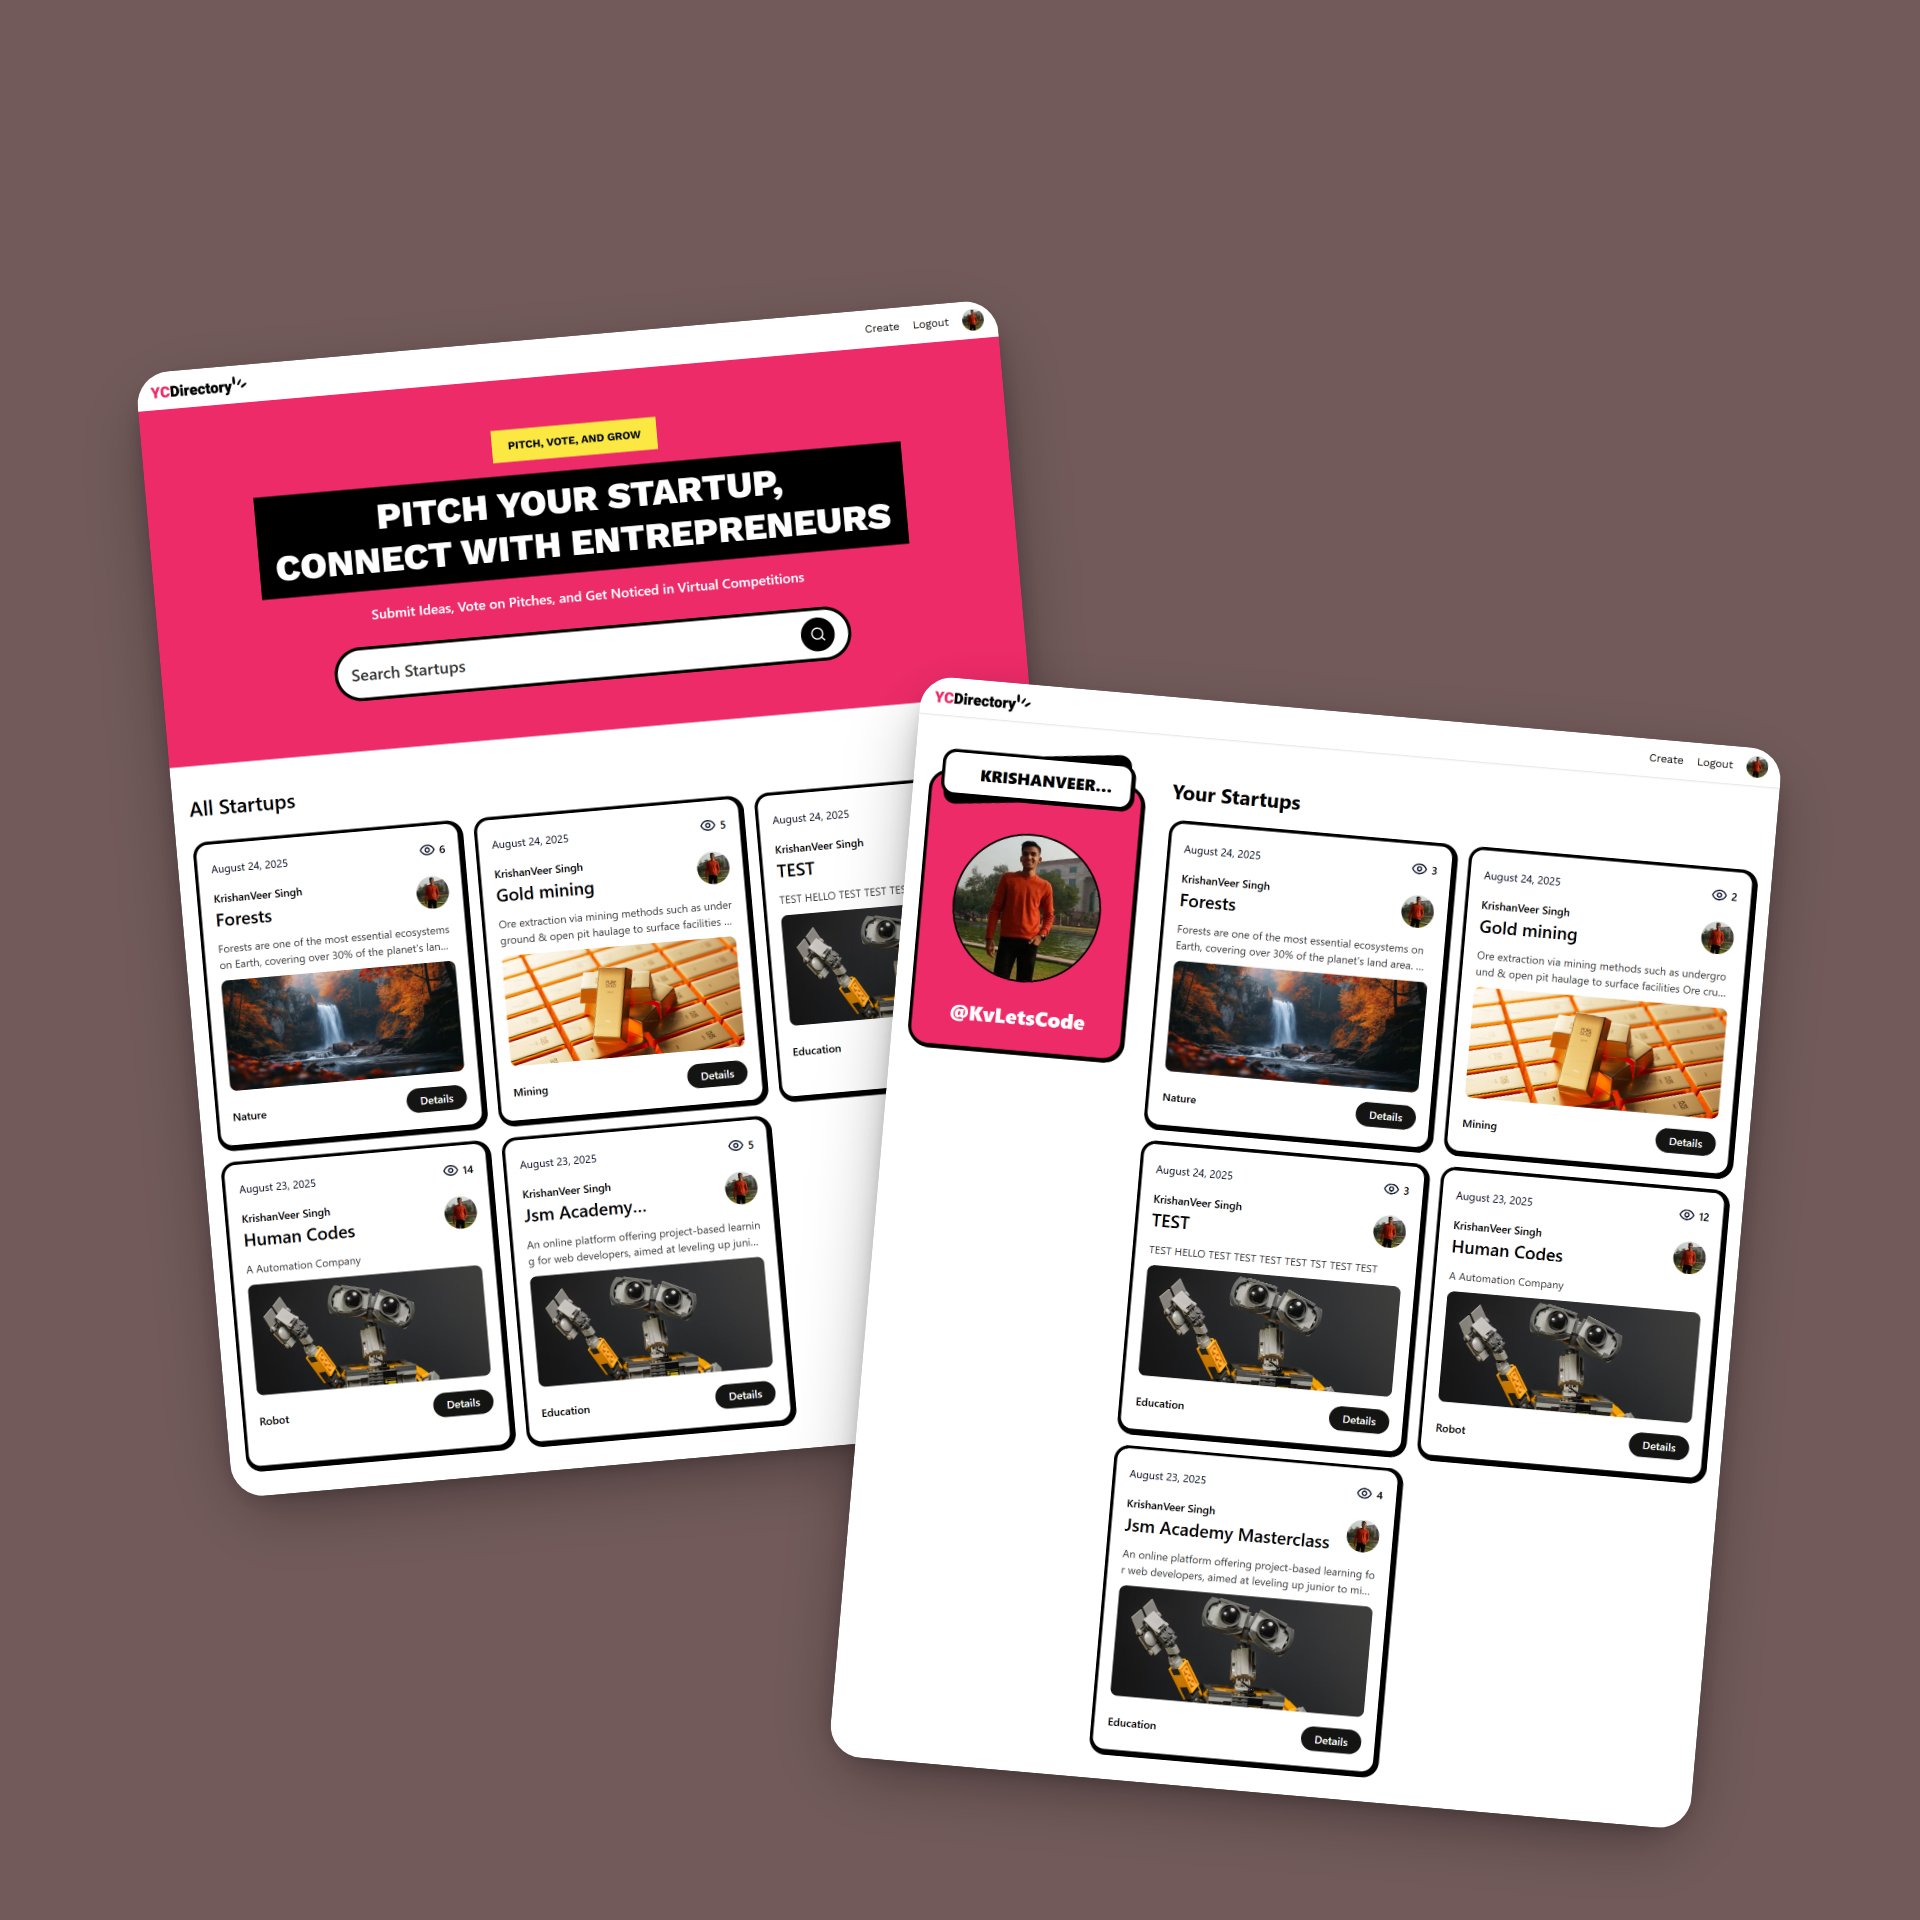 YCDirectory
Create Logout
PITCH, VOTE, AND GROW
PITCH YOUR STARTUP,
CONNECT WITH ENTREPRENEURS
Submit Ideas, Vote on Pitches, and Get Noticed in Virtual Competitions
Search Startups
All Startups
August 24, 2025 6
KrishanVeer Singh
Forests
Forests are one of the most essential ecosystems
on Earth, covering over 30% of the planet's lan...
Nature Details
August 24, 2025 5
KrishanVeer Singh
Gold mining
Ore extraction via mining methods such as under
ground & open pit haulage to surface facilities ...
Mining Details
August 24, 2025
KrishanVeer Singh
TEST
TEST HELLO TEST TEST
Education
August 23, 2025 14
KrishanVeer Singh
Human Codes
A Automation Company
Robot Details
August 23, 2025 5
KrishanVeer Singh
Jsm Academy...
An online platform offering project-based learnin
g for web developers, aimed at leveling up juni...
Education Details
YCDirectory
Create Logout
KRISHANVEER...
@KvLetsCode
Your Startups
August 24, 2025 3
KrishanVeer Singh
Forests
Forests are one of the most essential ecosystems on
Earth, covering over 30% of the planet's land area. ...
Nature Details
August 24, 2025 2
KrishanVeer Singh
Gold mining
Ore extraction via mining methods such as undergro
und & open pit haulage to surface facilities Ore cru...
Mining Details
August 24, 2025 3
KrishanVeer Singh
TEST
TEST HELLO TEST TEST TEST TEST TST TEST TEST
Education Details
August 23, 2025 12
KrishanVeer Singh
Human Codes
A Automation Company
Robot Details
August 23, 2025 4
KrishanVeer Singh
Jsm Academy Masterclass
An online platform offering project-based learning fo
r web developers, aimed at leveling up junior to mi...
Education Details